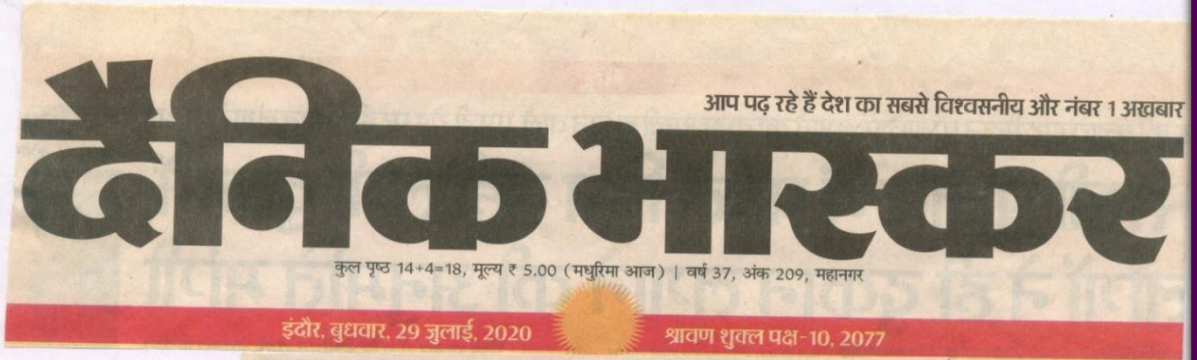 आप पढ़ रहे हैं देश का सबसे विश्वसनीय और नंबर 1 अखबार
दैनिक भास्कर
कुल पृष्ठ 14+4=18, मूल्य ₹ 5.00 (मधुरिमा आज) | वर्ष 37, अंक 209, महानगर
इंदौर, बुधवार, 29 जुलाई, 2020
श्रावण शुक्ल पक्ष-10, 2077